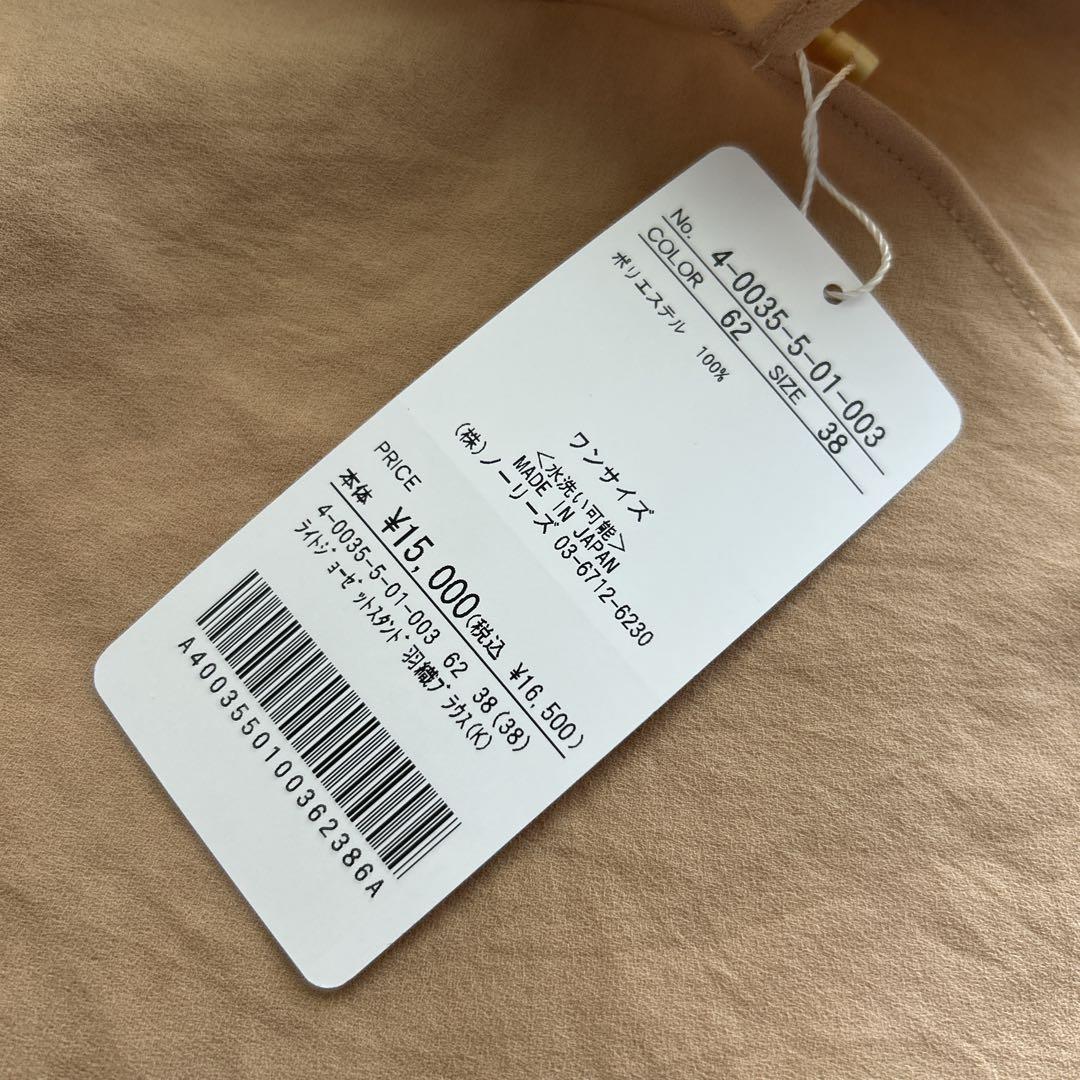 No. 4-0035-5-01-003
COLOR 62 SIZE 38
ポリエステル 100%
ワンサイズ
<水洗い可能>
MADE IN JAPAN
(株)ノーリーズ 03-6712-6230
PRICE
本体 ¥15,000(税込 ¥16,500)
4-0035-5-01-003 62 38(38)
ﾗｲﾄｼﾞｮｰｾﾞｯﾄｽﾀﾝﾄﾞ羽織ﾌﾞﾗｳｽ(K)
A4003550100362386A